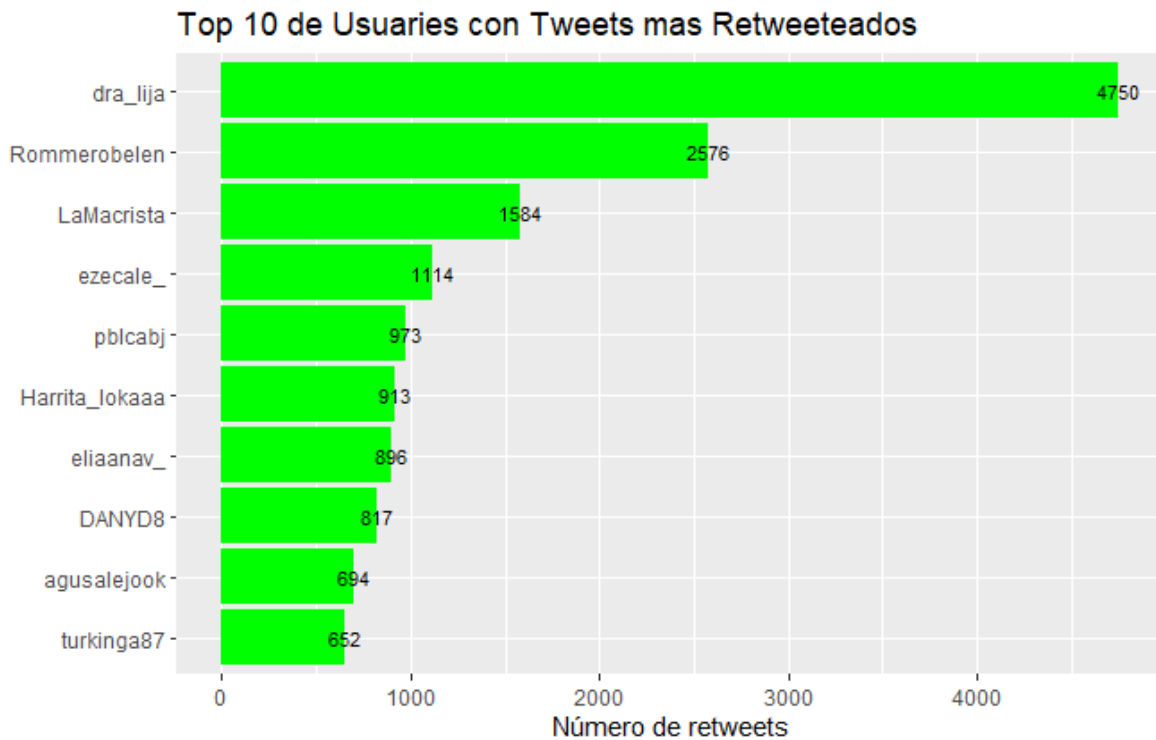 Top 10 de Usuaries con Tweets mas Retweeteados
dra_lija
4750
Rommerobelen
2576
LaMacrista
1584
ezecale_
1114
pblcabj
973
Harrita_lokaaa
913
eliaanav_
896
DANYD8
817
agusalejook
694
turkinga87
652
0
1000
2000
3000
4000
Número de retweets